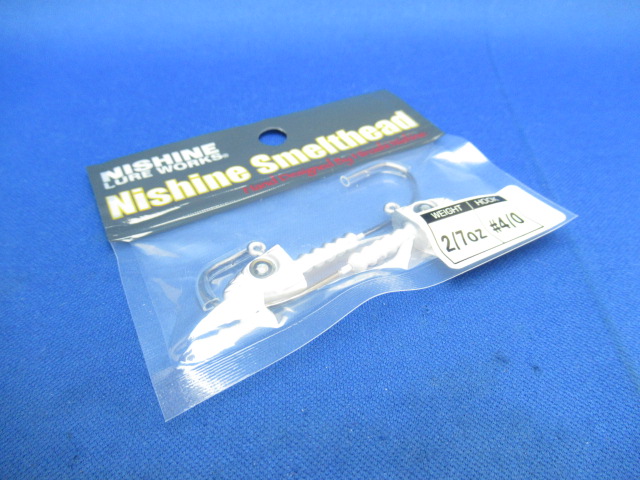 NISHINE
LURE WORKS®
Nishine Smelthead
WEIGHT HOOK
2/7oz #4/0